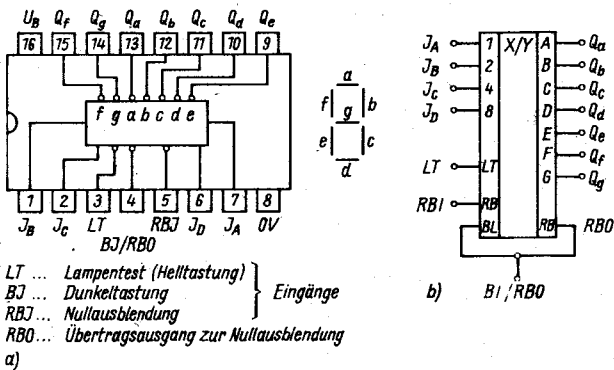 U_B Q_f Q_g Q_a Q_b Q_c Q_d Q_e
16 15 14 13 12 11 10 9
f g a b c d e
1 2 3 4 5 6 7 8
J_B J_C LT RBJ J_D J_A 0V
BJ/RBO
a
f g b
e c
d
X/Y
J_A 1 A Q_a
J_B 2 B Q_b
J_C 4 C Q_c
J_D 8 D Q_d
E Q_e
F Q_f
LT LT G Q_g
RBI RB
BL RB RBO
b) BI/RBO
LT ... Lampentest (Helltastung)
BJ ... Dunkeltastung
RBJ ... Nullausblendung
Eingänge
RBO... Übertragsausgang zur Nullausblendung
a)